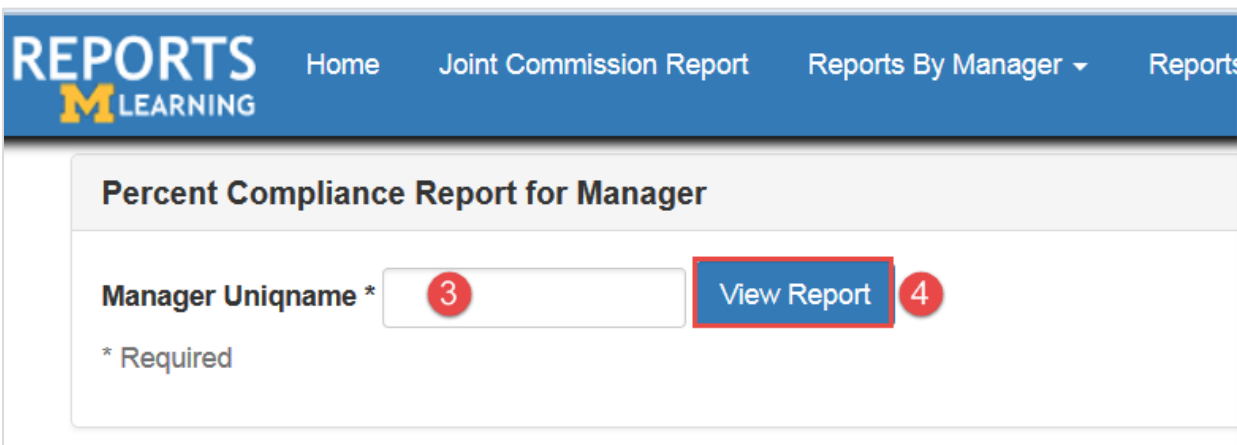 REPORTS
M LEARNING
Home Joint Commission Report Reports By Manager Reports
Percent Compliance Report for Manager
Manager Uniqname * 3 View Report 4
* Required